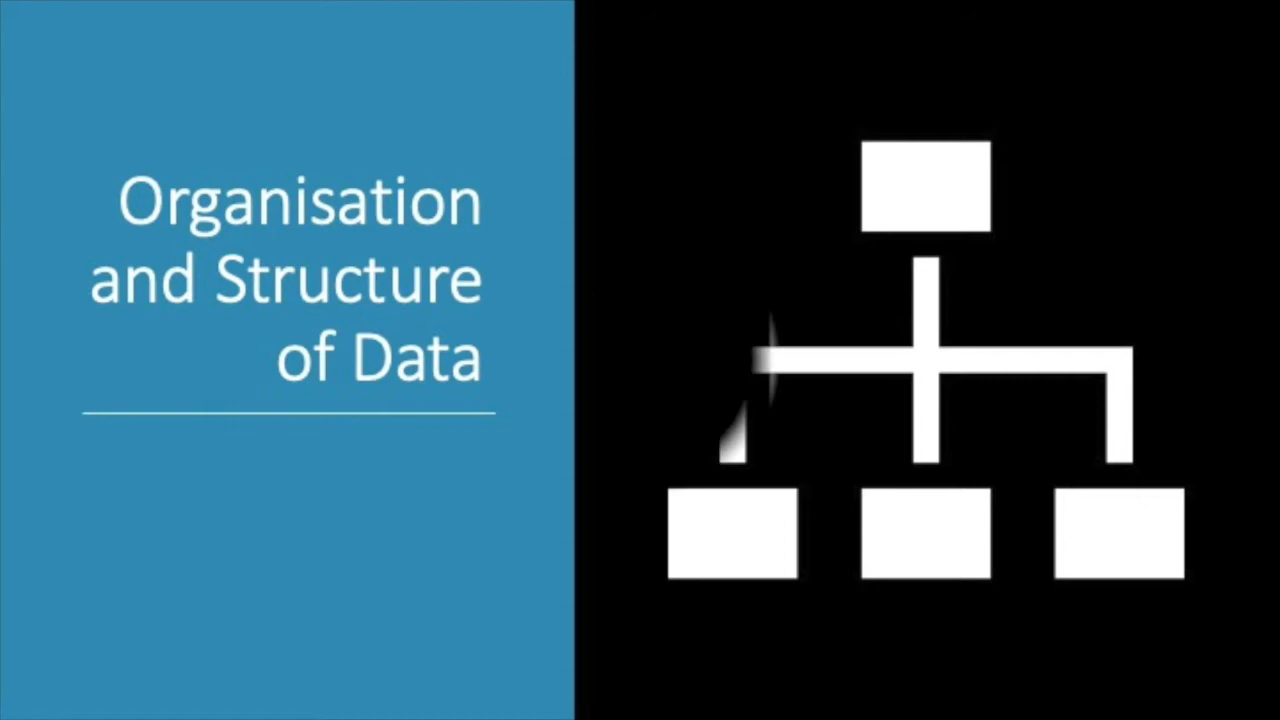 Organisation
and Structure
of Data